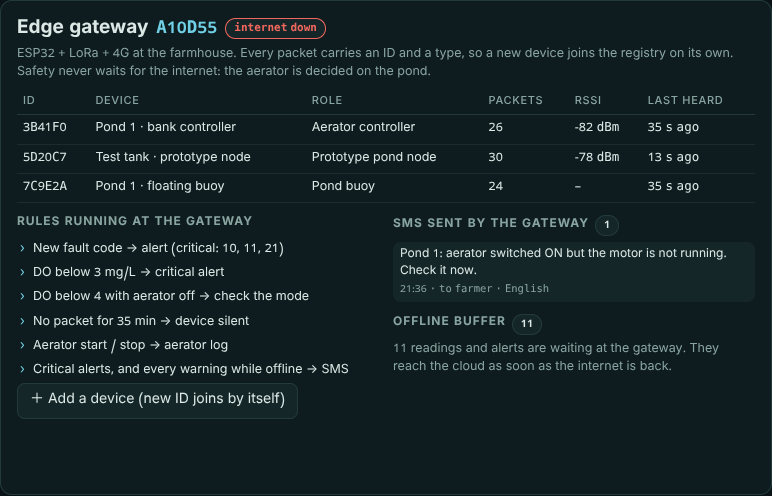 Edge gateway A10D55 internet down
ESP32 + LoRa + 4G at the farmhouse. Every packet carries an ID and a type, so a new device joins the registry on its own.
Safety never waits for the internet: the aerator is decided on the pond.
ID DEVICE ROLE PACKETS RSSI LAST HEARD
3B41F0 Pond 1 · bank controller Aerator controller 26 -82 dBm 35 s ago
5D20C7 Test tank · prototype node Prototype pond node 30 -78 dBm 13 s ago
7C9E2A Pond 1 · floating buoy Pond buoy 24 – 35 s ago
RULES RUNNING AT THE GATEWAY
› New fault code → alert (critical: 10, 11, 21)
› DO below 3 mg/L → critical alert
› DO below 4 with aerator off → check the mode
› No packet for 35 min → device silent
› Aerator start / stop → aerator log
› Critical alerts, and every warning while offline → SMS
+ Add a device (new ID joins by itself)
SMS SENT BY THE GATEWAY 1
Pond 1: aerator switched ON but the motor is not running.
Check it now.
21:36 · to farmer · English
OFFLINE BUFFER 11
11 readings and alerts are waiting at the gateway. They
reach the cloud as soon as the internet is back.